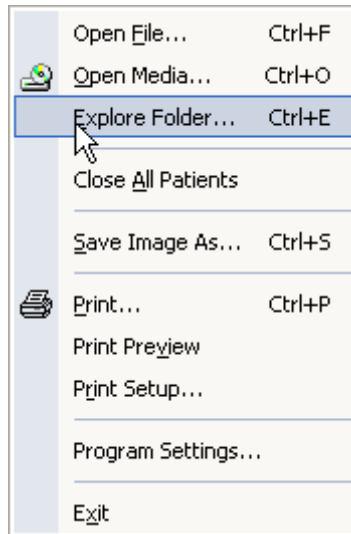 Open File... Ctrl+F
Open Media... Ctrl+O
Explore Folder... Ctrl+E
Close All Patients
Save Image As... Ctrl+S
Print... Ctrl+P
Print Preview
Print Setup...
Program Settings...
Exit